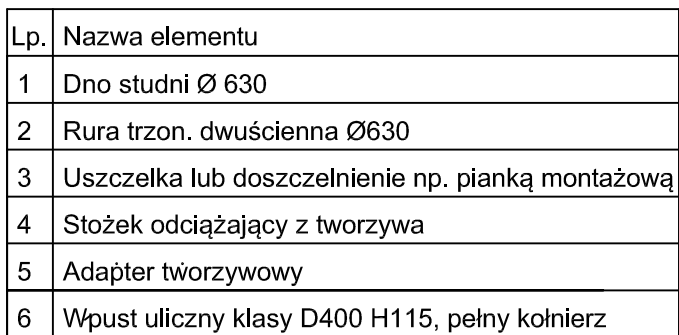 Lp. Nazwa elementu
1 Dno studni Ø 630
2 Rura trzon. dwuścienna Ø630
3 Uszczelka lub doszczelnienie np. pianką montażową
4 Stożek odciążający z tworzywa
5 Adapter tworzywowy
6 Wpust uliczny klasy D400 H115, pełny kołnierz